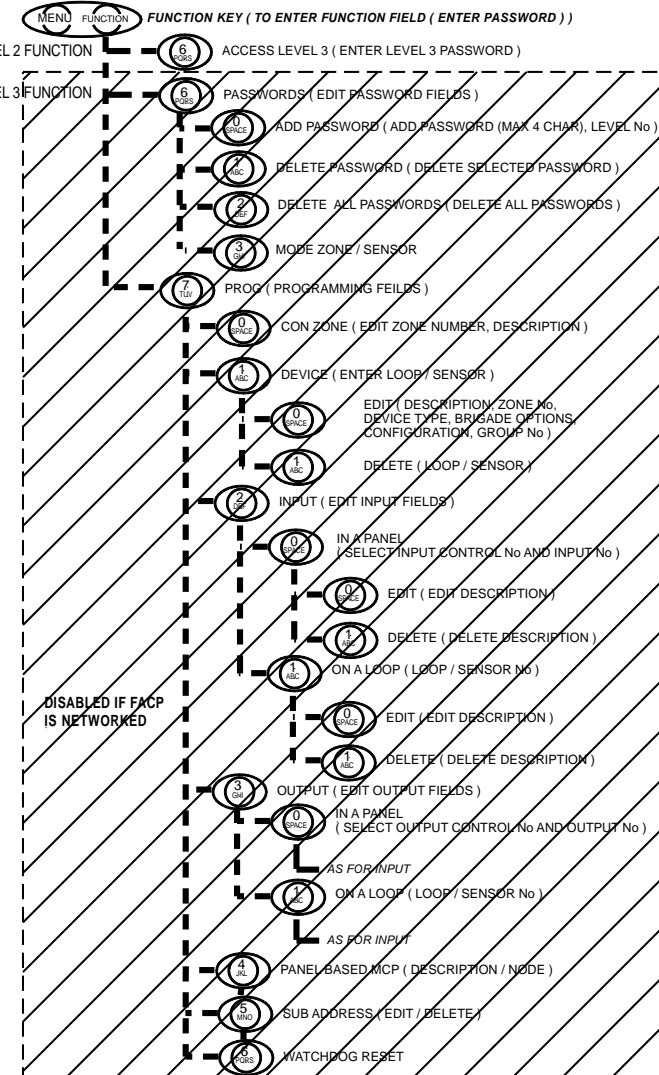 MENU FUNCTION FUNCTION KEY ( TO ENTER FUNCTION FIELD ( ENTER PASSWORD ) )
EL 2 FUNCTION 6 PQRS ACCESS LEVEL 3 ( ENTER LEVEL 3 PASSWORD )
EL 3 FUNCTION 6 PQRS PASSWORDS ( EDIT PASSWORD FIELDS )
0 SPACE ADD PASSWORD ( ADD PASSWORD (MAX 4 CHAR), LEVEL No )
1 ABC DELETE PASSWORD ( DELETE SELECTED PASSWORD )
2 DEF DELETE ALL PASSWORDS ( DELETE ALL PASSWORDS )
3 GHI MODE ZONE / SENSOR
7 TUV PROG ( PROGRAMMING FEILDS )
0 SPACE CON ZONE ( EDIT ZONE NUMBER, DESCRIPTION )
1 ABC DEVICE ( ENTER LOOP / SENSOR )
0 SPACE EDIT ( DESCRIPTION, ZONE No,
DEVICE TYPE, BRIGADE OPTIONS,
CONFIGURATION, GROUP No )
1 ABC DELETE ( LOOP / SENSOR )
2 DEF INPUT ( EDIT INPUT FIELDS )
0 SPACE IN A PANEL
( SELECT INPUT CONTROL No AND INPUT No )
0 SPACE EDIT ( EDIT DESCRIPTION )
1 ABC DELETE ( DELETE DESCRIPTION )
1 ABC ON A LOOP ( LOOP / SENSOR No )
DISABLED IF FACP
IS NETWORKED
0 SPACE EDIT ( EDIT DESCRIPTION )
1 ABC DELETE ( DELETE DESCRIPTION )
3 GHI OUTPUT ( EDIT OUTPUT FIELDS )
0 SPACE IN A PANEL
( SELECT OUTPUT CONTROL No AND OUTPUT No )
AS FOR INPUT
1 ABC ON A LOOP ( LOOP / SENSOR No )
AS FOR INPUT
4 JKL PANEL BASED MCP ( DESCRIPTION / NODE )
5 MNO SUB ADDRESS ( EDIT / DELETE )
6 PQRS WATCHDOG RESET